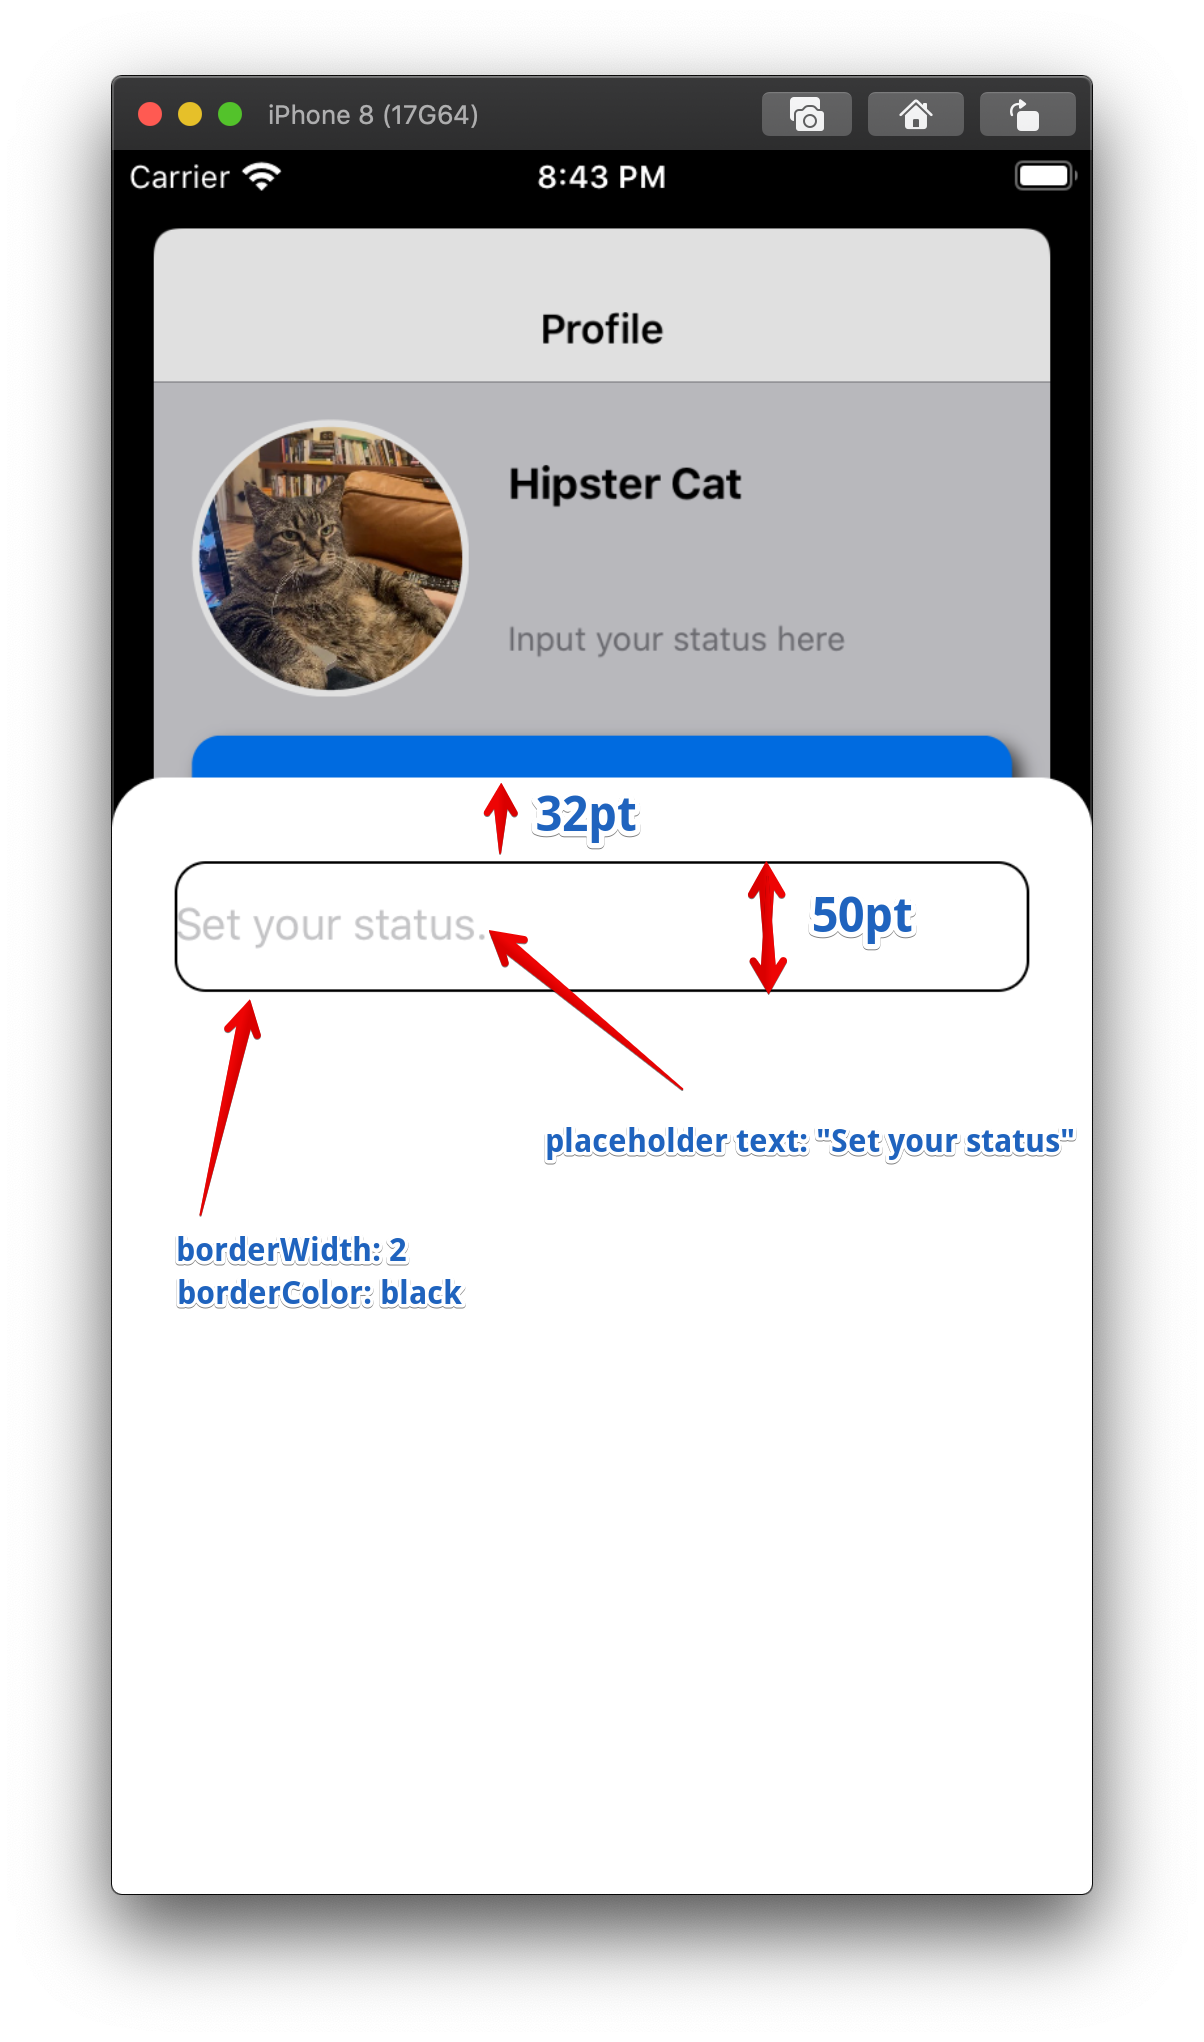 iPhone 8 (17G64)
Carrier 8:43 PM
Profile
Hipster Cat
Input your status here
32pt
Set your status.
50pt
placeholder text: "Set your status"
borderWidth: 2
borderColor: black